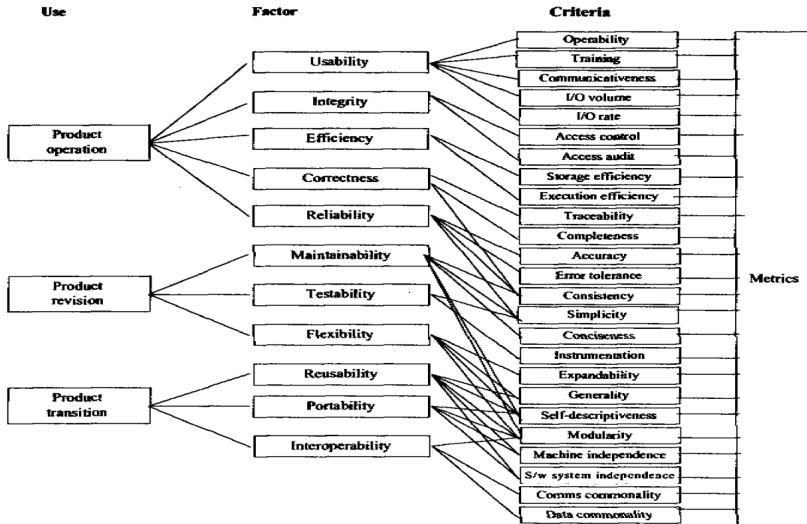 Use Factor Criteria
Product
operation
Product
revision
Product
transition
Usability
Integrity
Efficiency
Correctness
Reliability
Maintainability
Testability
Flexibility
Reusability
Portability
Interoperability
Operability
Training
Communicativeness
I/O volume
I/O rate
Access control
Access audit
Storage efficiency
Execution efficiency
Traceability
Completeness
Accuracy
Error tolerance
Consistency
Simplicity
Conciseness
Instrumentation
Expandability
Generality
Self-descriptiveness
Modularity
Machine independence
S/w system independence
Comms commonality
Data commonality
Metrics